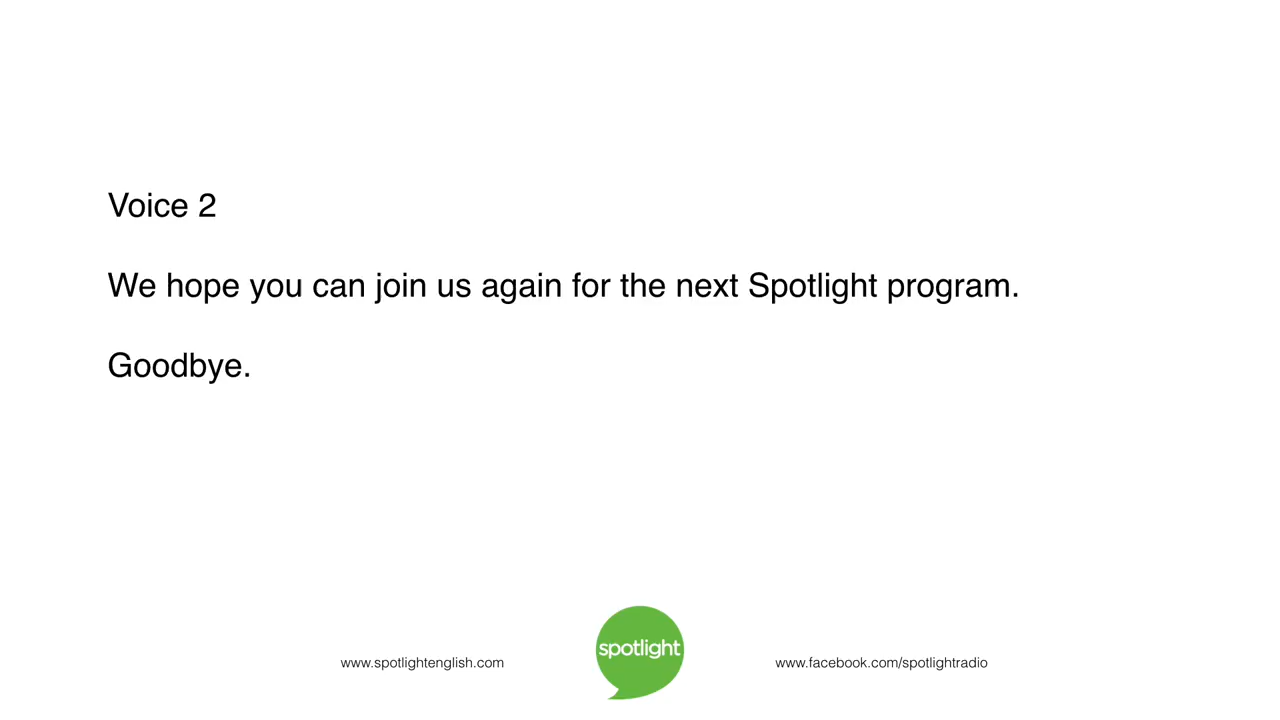 Voice 2
We hope you can join us again for the next Spotlight program.
Goodbye.
www.spotlightenglish.com
spotlight
www.facebook.com/spotlightradio